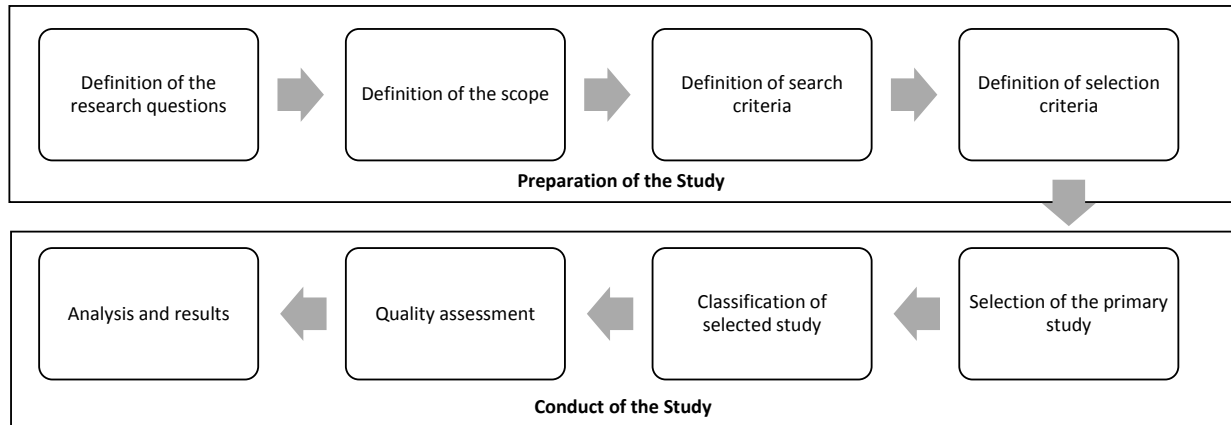 Definition of the
research questions
Definition of the scope
Definition of search
criteria
Definition of selection
criteria
Preparation of the Study
Analysis and results
Quality assessment
Classification of
selected study
Selection of the primary
study
Conduct of the Study